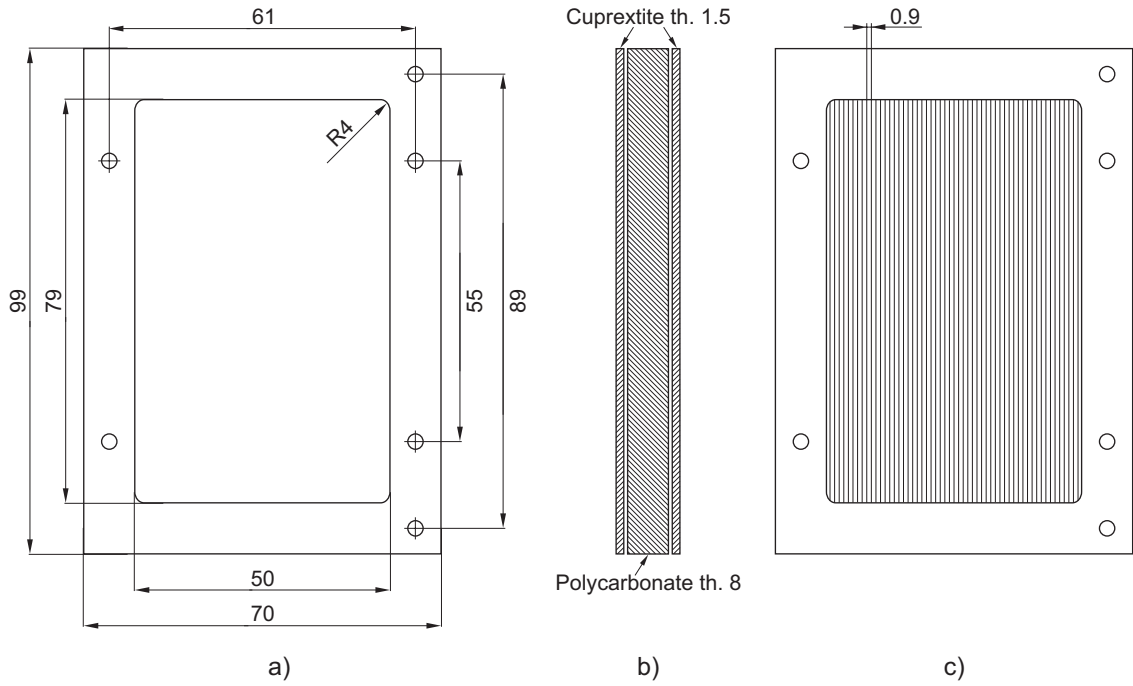 61
Cuprextite th. 1.5
0.9
R4
99
79
55
89
50
70
Polycarbonate th. 8
a)
b)
c)